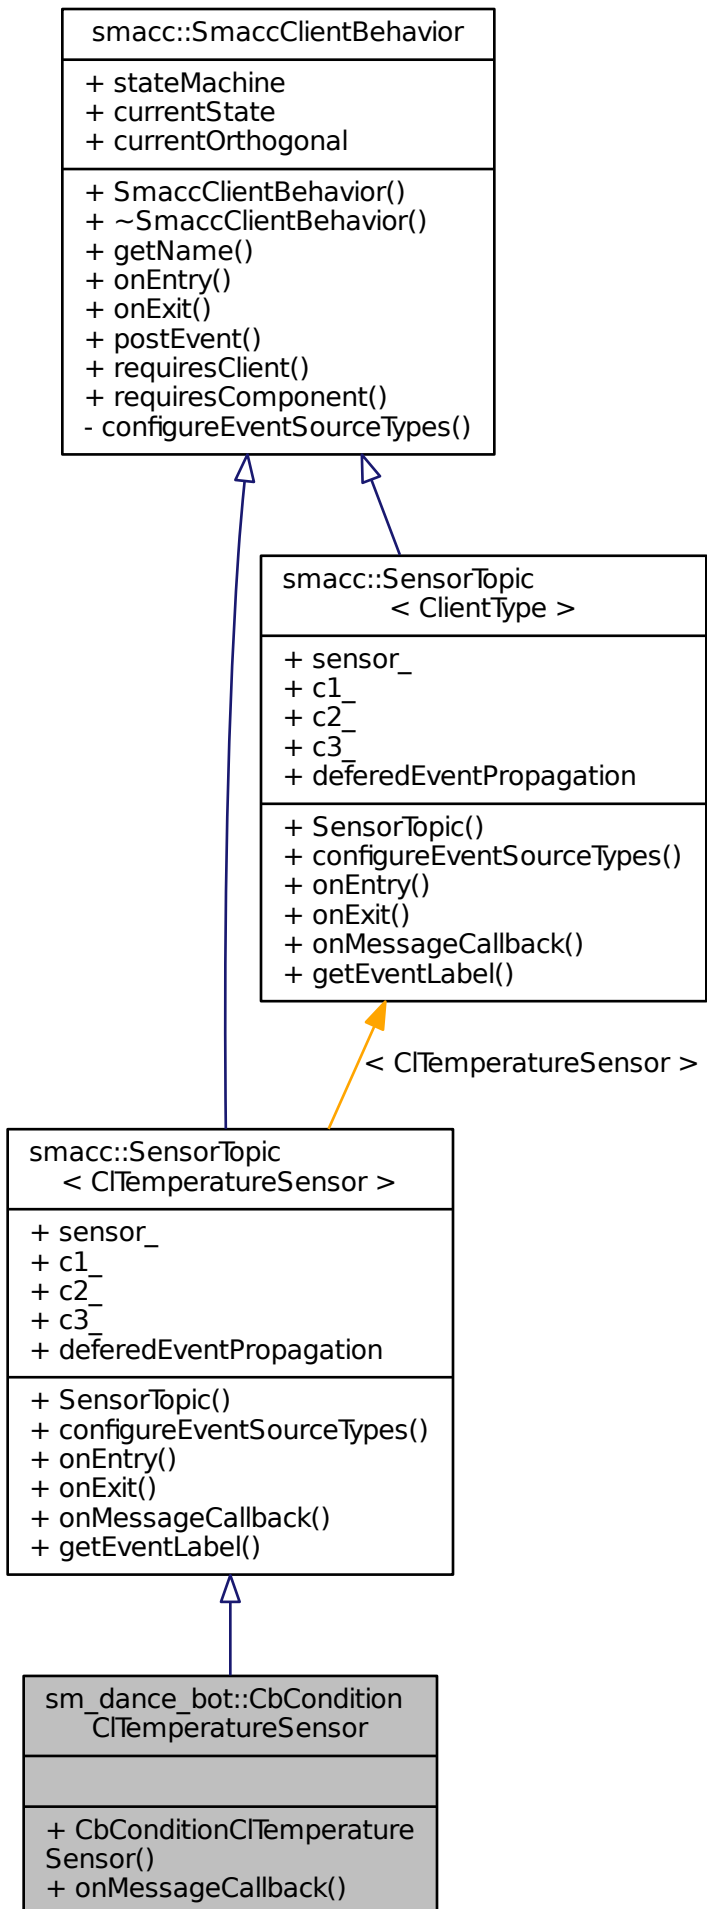 smacc::SmaccClientBehavior
+ stateMachine
+ currentState
+ currentOrthogonal
+ SmaccClientBehavior()
+ ~SmaccClientBehavior()
+ getName()
+ onEntry()
+ onExit()
+ postEvent()
+ requiresClient()
+ requiresComponent()
- configureEventSourceTypes()
smacc::SensorTopic
< ClientType >
+ sensor_
+ c1_
+ c2_
+ c3_
+ deferedEventPropagation
+ SensorTopic()
+ configureEventSourceTypes()
+ onEntry()
+ onExit()
+ onMessageCallback()
+ getEventLabel()
< ClTemperatureSensor >
smacc::SensorTopic
< ClTemperatureSensor >
+ sensor_
+ c1_
+ c2_
+ c3_
+ deferedEventPropagation
+ SensorTopic()
+ configureEventSourceTypes()
+ onEntry()
+ onExit()
+ onMessageCallback()
+ getEventLabel()
sm_dance_bot::CbCondition
ClTemperatureSensor
+ CbConditionClTemperature
Sensor()
+ onMessageCallback()